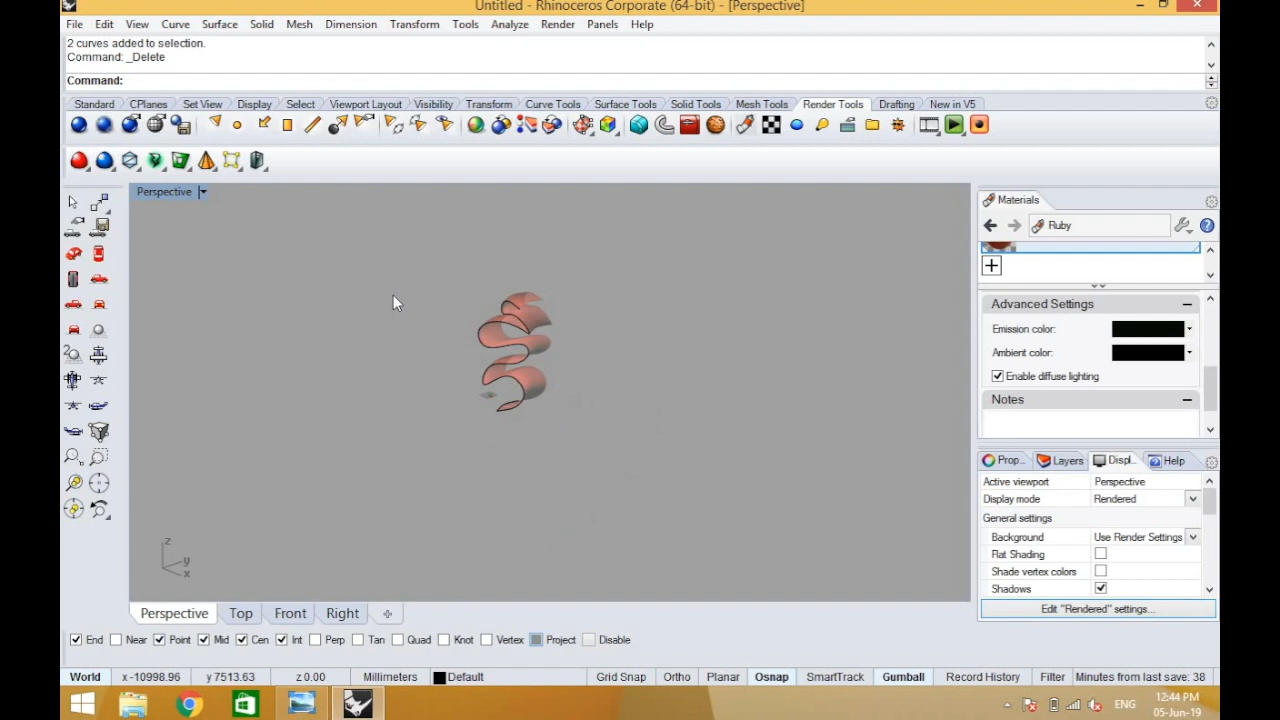 Untitled - Rhinoceros Corporate (64-bit) - [Perspective]
File Edit View Curve Surface Solid Mesh Dimension Transform Tools Analyze Render Panels Help
2 curves added to selection.
Command: _Delete
Command:
Standard CPlanes Set View Display Select Viewport Layout Visibility Transform Curve Tools Surface Tools Solid Tools Mesh Tools Render Tools Drafting New in V5
Perspective
Materials
Ruby
Advanced Settings
Emission color:
Ambient color:
Enable diffuse lighting
Notes
Prop... Layers Displ... Help
Active viewport Perspective
Display mode Rendered
General settings
Background Use Render Settings
Flat Shading
Shade vertex colors
Shadows
Edit "Rendered" settings...
z
y
x
Perspective Top Front Right
End Near Point Mid Cen Int Perp Tan Quad Knot Vertex Project Disable
World x -10998.96 y 7513.63 z 0.00 Millimeters Default Grid Snap Ortho Planar Osnap SmartTrack Gumball Record History Filter Minutes from last save: 38
ENG
12:44 PM
05-Jun-19